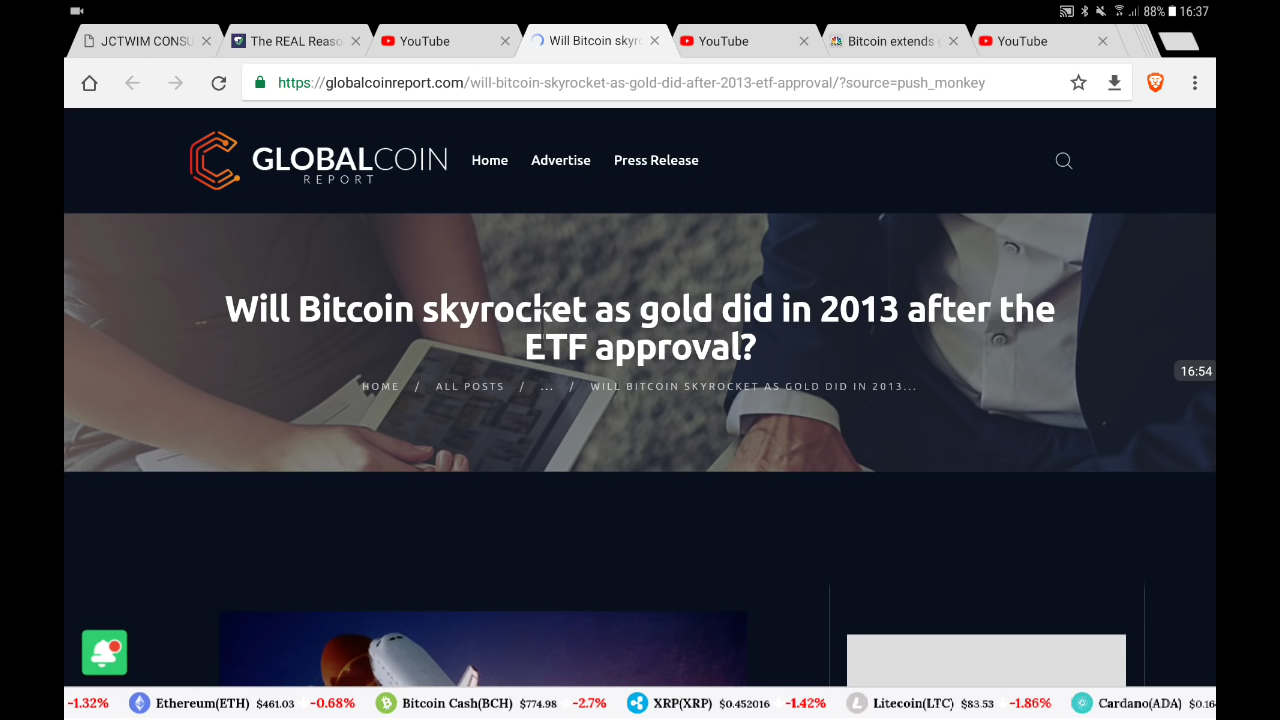 88% 16:37
JCTWIM CONSU
The REAL Reaso
YouTube
Will Bitcoin skyro
YouTube
Bitcoin extends g
YouTube
https://globalcoinreport.com/will-bitcoin-skyrocket-as-gold-did-after-2013-etf-approval/?source=push_monkey
GLOBALCOIN
REPORT
Home
Advertise
Press Release
Will Bitcoin skyrocket as gold did in 2013 after the
ETF approval?
16:54
HOME / ALL POSTS / ... / WILL BITCOIN SKYROCKET AS GOLD DID IN 2013...
-1.32% Ethereum(ETH) $461.03 -0.68% Bitcoin Cash(BCH) $774.98 -2.7% XRP(XRP) $0.452016 -1.42% Litecoin(LTC) $83.53 -1.86% Cardano(ADA) $0.16